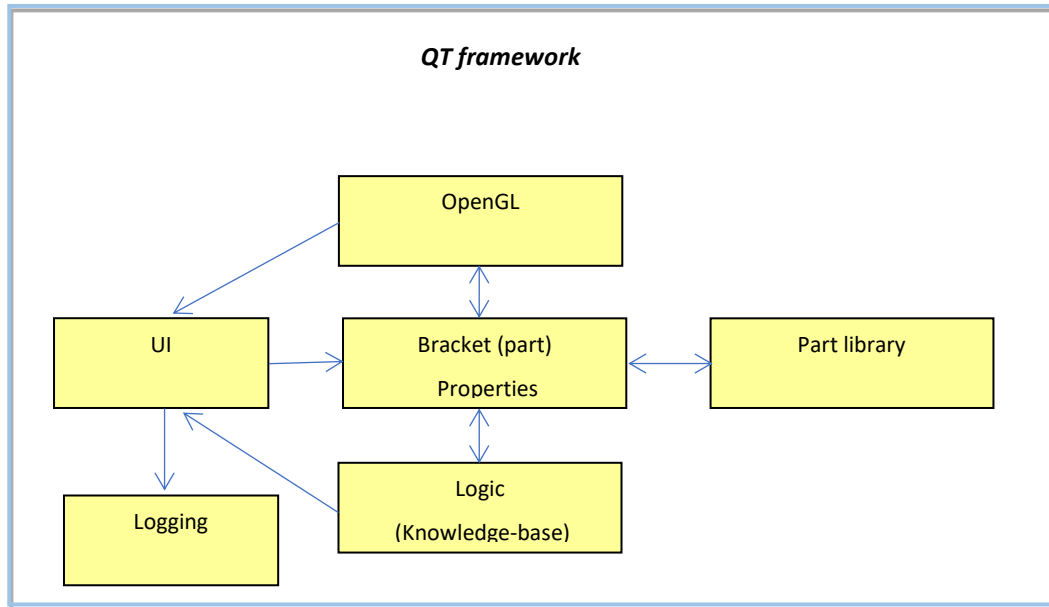 QT framework
OpenGL
UI
Bracket (part)
Properties
Part library
Logging
Logic
(Knowledge-base)